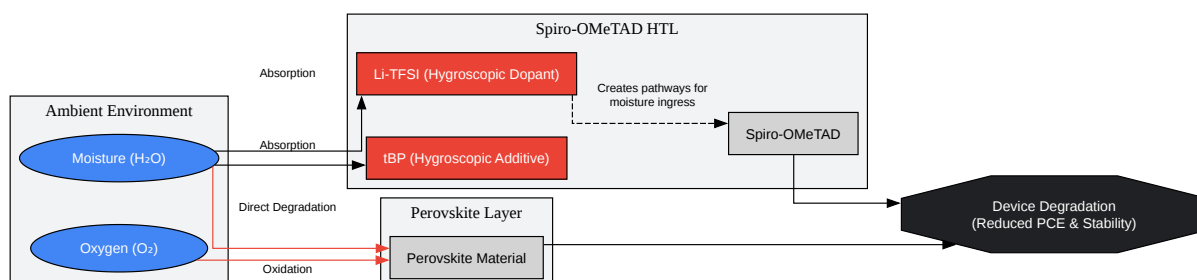 Spiro-OMeTAD HTL
Absorption
Li-TFSI (Hygroscopic Dopant)
Creates pathways for
moisture ingress
Ambient Environment
Spiro-OMeTAD
Moisture (H₂O)
Absorption
tBP (Hygroscopic Additive)
Direct Degradation
Perovskite Layer
Device Degradation
(Reduced PCE & Stability)
Oxygen (O₂)
Perovskite Material
Oxidation